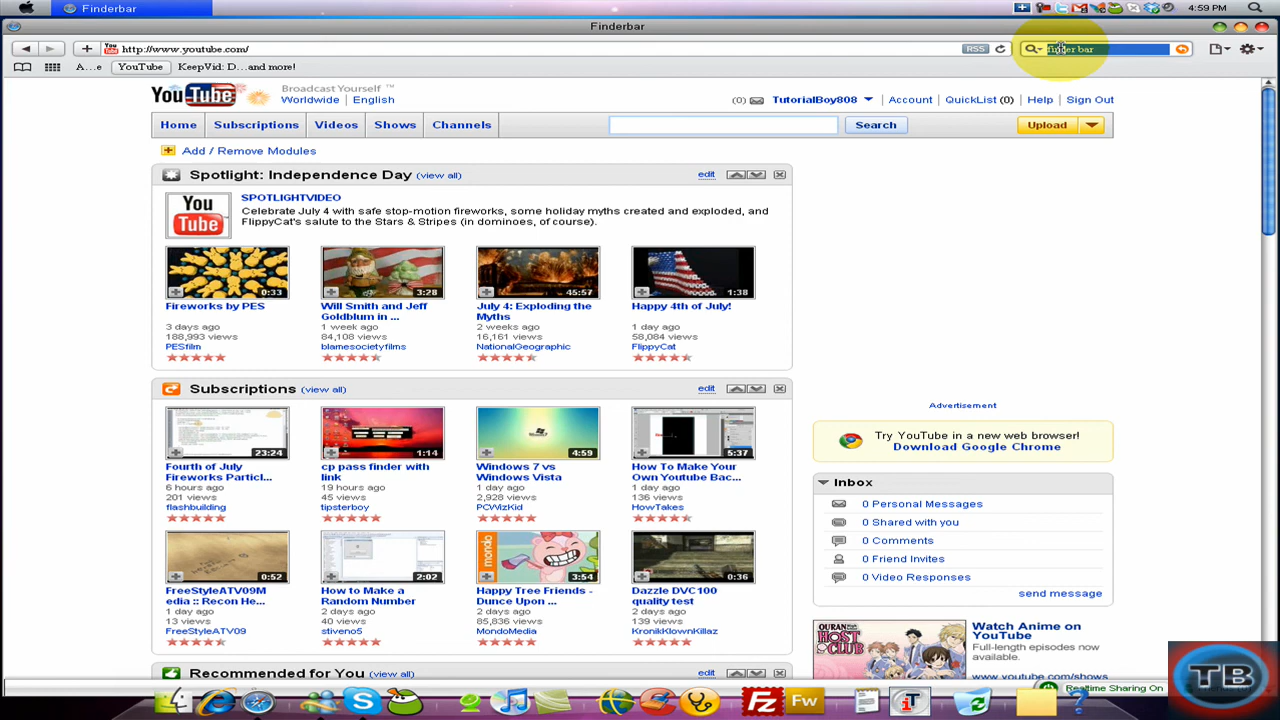 Finderbar
4:59 PM
Finderbar
http://www.youtube.com/
RSS
finder bar
A...e
YouTube
KeepVid: D...and more!
YouTube
Broadcast Yourself ™
Worldwide
English
(0)
TutorialBoy808
Account
QuickList (0)
Help
Sign Out
Home
Subscriptions
Videos
Shows
Channels
Search
Upload
Add / Remove Modules
Spotlight: Independence Day (view all)
edit
You
Tube
SPOTLIGHTVIDEO
Celebrate July 4 with safe stop-motion fireworks, some holiday myths created and exploded, and
FlippyCat's salute to the Stars & Stripes (in dominoes, of course).
0:33
Fireworks by PES
3 days ago
188,993 views
PESfilm
3:28
Will Smith and Jeff
Goldblum in ...
1 week ago
84,108 views
blamesocietyfilms
45:57
July 4: Exploding the
Myths
2 weeks ago
16,161 views
NationalGeographic
1:38
Happy 4th of July!
1 day ago
58,084 views
FlippyCat
Subscriptions (view all)
edit
23:24
Fourth of July
Fireworks Particl...
6 hours ago
201 views
flashbuilding
1:14
cp pass finder with
link
19 hours ago
45 views
tipsterboy
4:59
Windows 7 vs
Windows Vista
1 day ago
2,928 views
PCWizKid
5:37
How To Make Your
Own Youtube Bac...
1 day ago
136 views
HowTakes
0:52
FreeStyleATV09M
edia :: Recon He...
1 day ago
13 views
FreeStyleATV09
2:02
How to Make a
Random Number
2 days ago
40 views
stiveno5
mondo
3:54
Happy Tree Friends -
Dunce Upon ...
2 days ago
85,836 views
MondoMedia
0:36
Dazzle DVC100
quality test
2 days ago
139 views
KronikKlownKillaz
Recommended for You (view all)
edit
Advertisement
Try YouTube in a new web browser!
Download Google Chrome
Inbox
0 Personal Messages
0 Shared with you
0 Comments
0 Friend Invites
0 Video Responses
send message
OURAN HIGH SCHOOL
HOST
CLUB
Watch Anime on
YouTube
Full-length episodes
now available.
www.youtube.com/shows
Realtime Sharing On
TB
Fz
Fw
iT
?